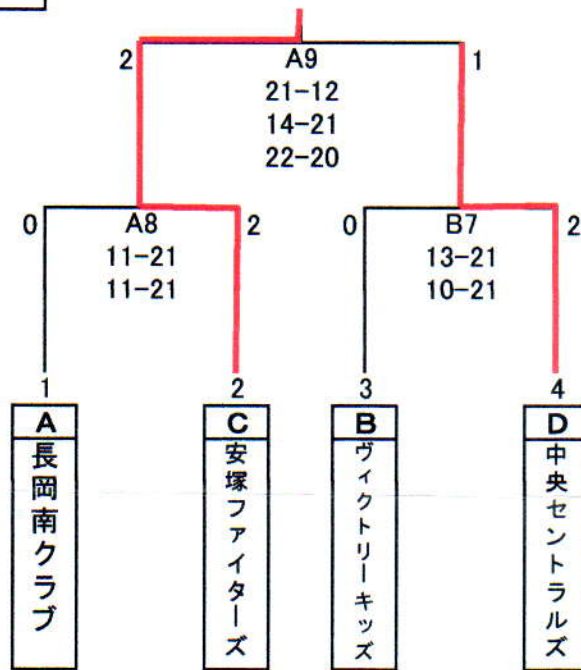 2 A9 1
21-12
14-21
22-20
0 A8 2 0 B7 2
11-21 13-21
11-21 10-21
1 2 3 4
A C B D
長岡南クラブ
安塚ファイターズ
ヴィクトリーキッズ
中央セントラルズ